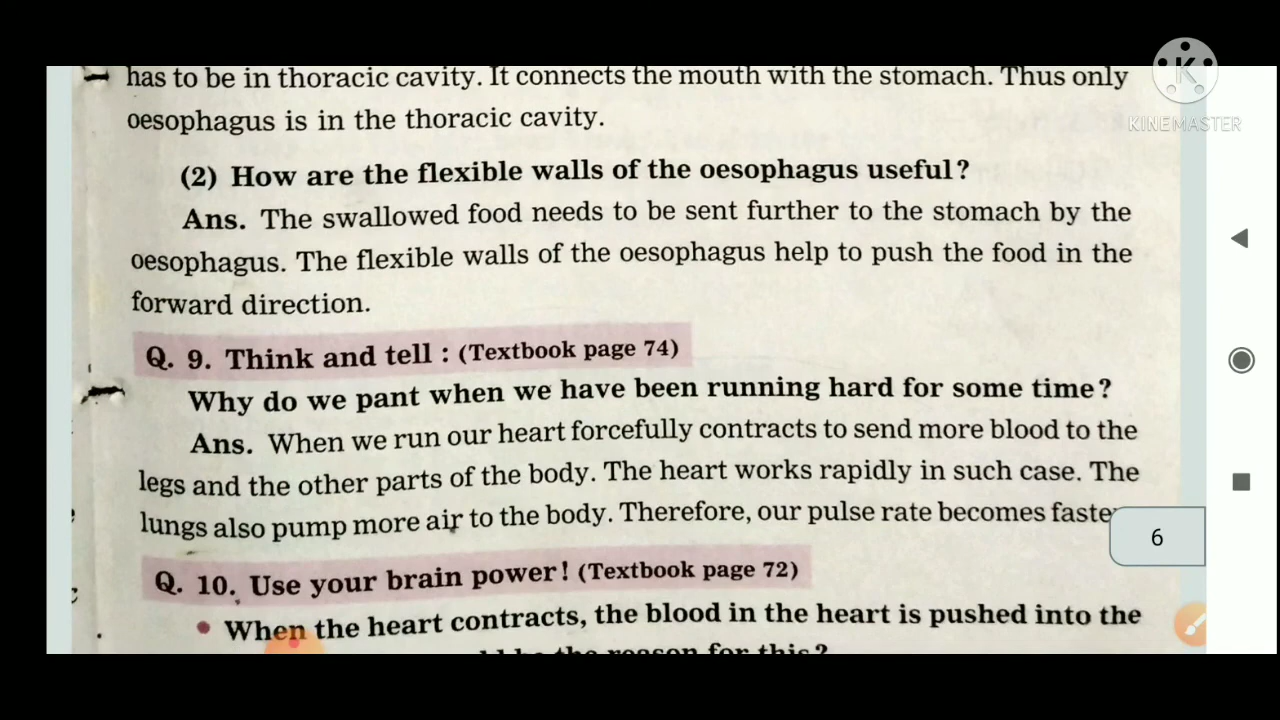 has to be in thoracic cavity. It connects the mouth with the stomach. Thus only
oesophagus is in the thoracic cavity.
(2) How are the flexible walls of the oesophagus useful?
Ans. The swallowed food needs to be sent further to the stomach by the
oesophagus. The flexible walls of the oesophagus help to push the food in the
forward direction.
Q. 9. Think and tell : (Textbook page 74)
Why do we pant when we have been running hard for some time?
Ans. When we run our heart forcefully contracts to send more blood to the
legs and the other parts of the body. The heart works rapidly in such case. The
lungs also pump more air to the body. Therefore, our pulse rate becomes faste
Q. 10. Use your brain power! (Textbook page 72)
• When the heart contracts, the blood in the heart is pushed into the
be the reason for this?
6
K
KINEMASTER